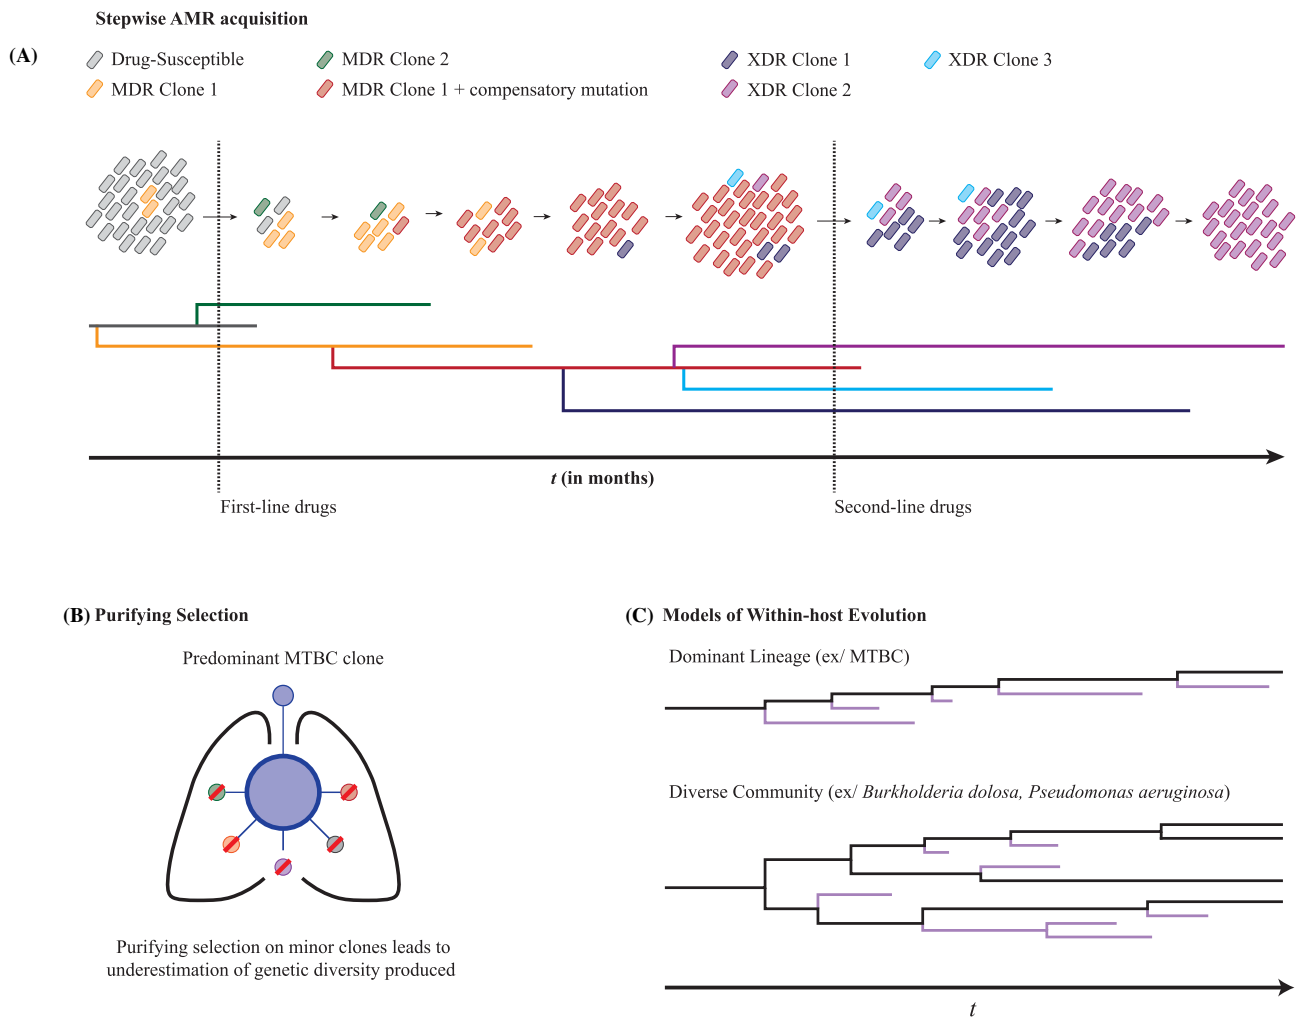 Stepwise AMR acquisition
(A)
Drug-Susceptible
MDR Clone 2
XDR Clone 1
XDR Clone 3
MDR Clone 1
MDR Clone 1 + compensatory mutation
XDR Clone 2
t (in months)
First-line drugs
Second-line drugs
(B) Purifying Selection
Predominant MTBC clone
Purifying selection on minor clones leads to
underestimation of genetic diversity produced
(C) Models of Within-host Evolution
Dominant Lineage (ex/ MTBC)
Diverse Community (ex/ Burkholderia dolosa, Pseudomonas aeruginosa)
t